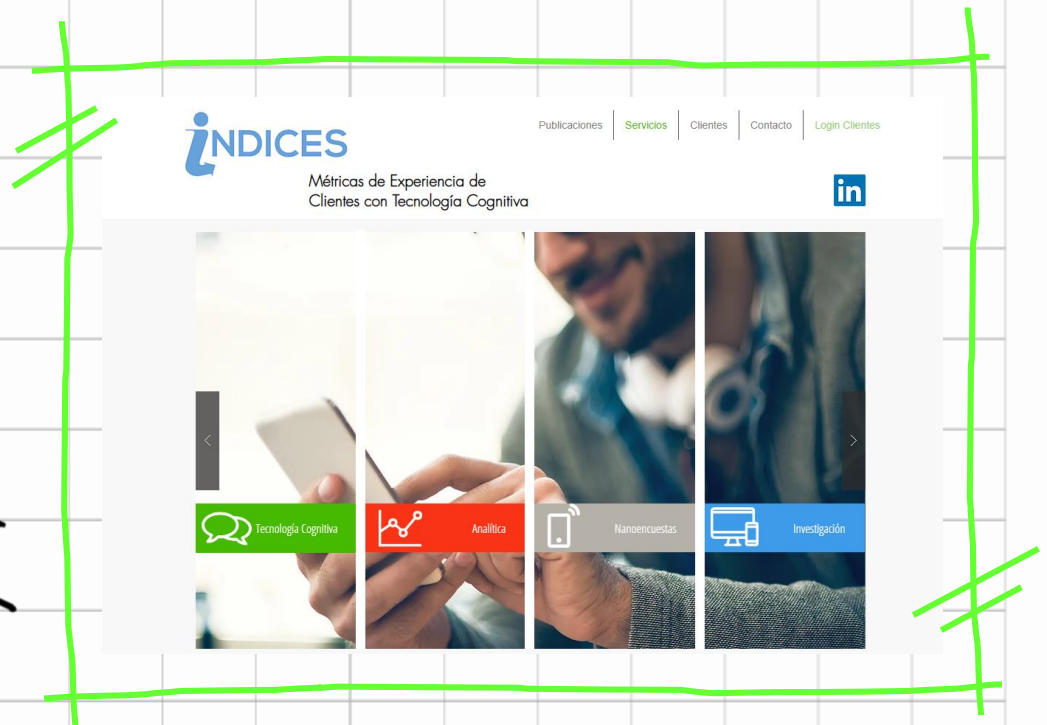 iNDICES
Publicaciones
Servicios
Clientes
Contacto
Login Clientes
Métricas de Experiencia de
Clientes con Tecnología Cognitiva
in
Tecnología Cognitiva
Analítica
Nanoencuestas
Investigación